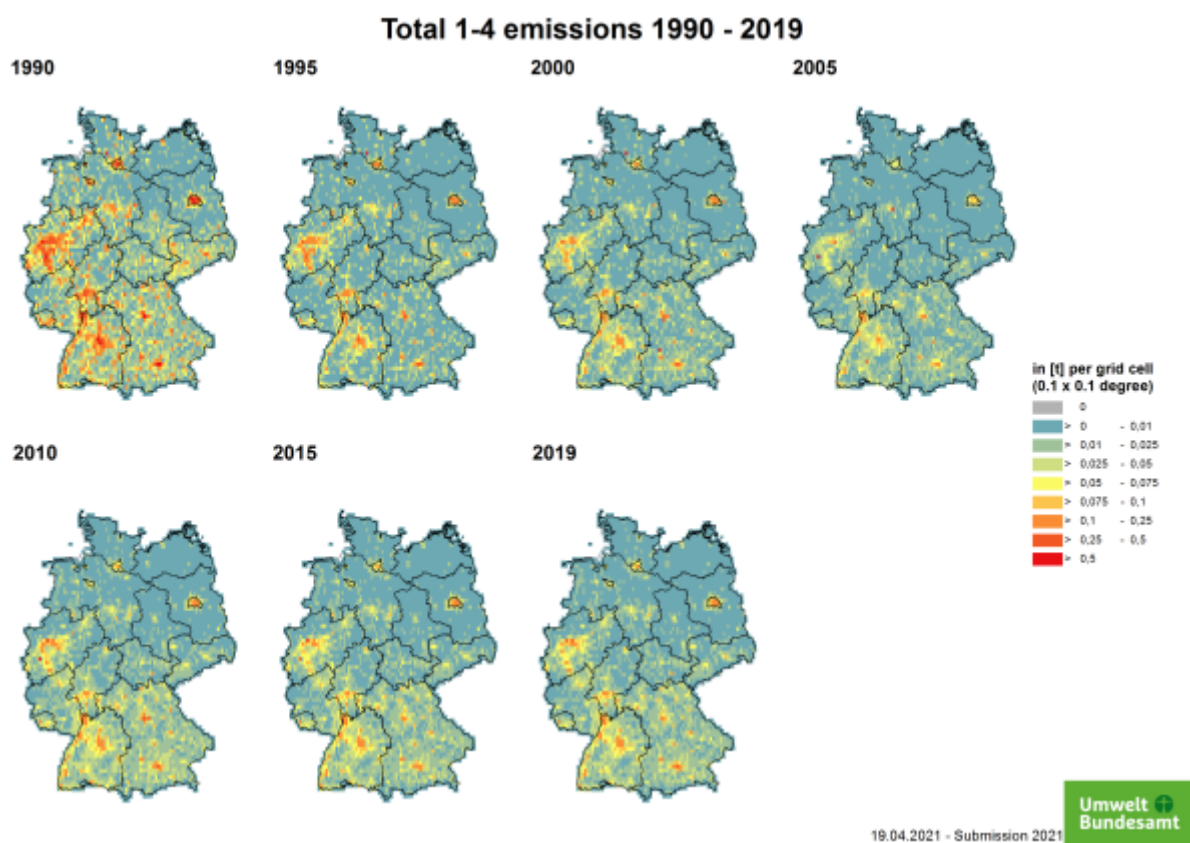 Total 1-4 emissions 1990 - 2019
1990
1995
2000
2005
in [t] per grid cell
(0.1 x 0.1 degree)
0
> 0 - 0,01
> 0,01 - 0,025
> 0,025 - 0,05
> 0,05 - 0,075
> 0,075 - 0,1
> 0,1 - 0,25
> 0,25 - 0,5
> 0,5
2010
2015
2019
Umwelt
Bundesamt
19.04.2021 - Submission 2021